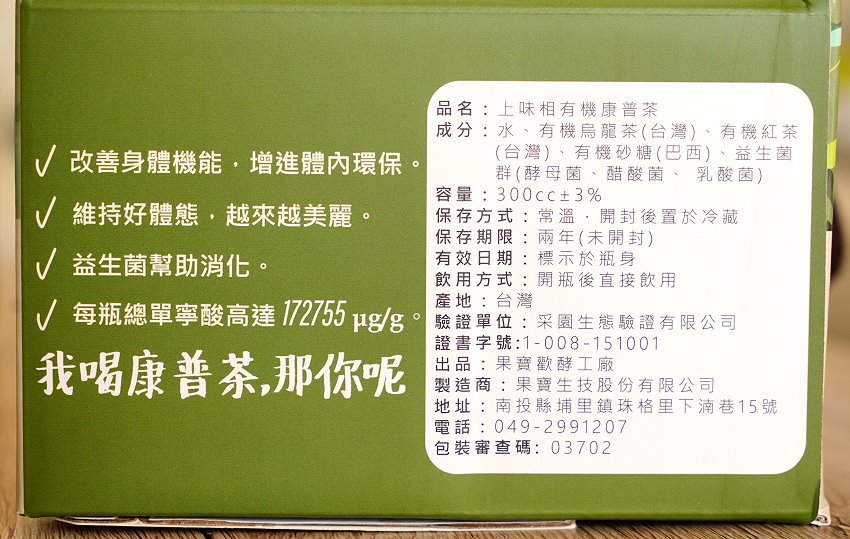 ✓ 改善身體機能，增進體內環保。
✓ 維持好體態，越來越美麗。
✓ 益生菌幫助消化。
✓ 每瓶總單寧酸高達 172755 μg/g。
我喝康普茶,那你呢
品名：上味相有機康普茶
成分：水、有機烏龍茶(台灣)、有機紅茶
(台灣)、有機砂糖(巴西)、益生菌
群(酵母菌、醋酸菌、乳酸菌)
容量：300cc±3%
保存方式：常溫，開封後置於冷藏
保存期限：兩年(未開封)
有效日期：標示於瓶身
飲用方式：開瓶後直接飲用
產地：台灣
驗證單位：采園生態驗證有限公司
證書字號:1-008-151001
出品：果寶歡酵工廠
製造商：果寶生技股份有限公司
地址：南投縣埔里鎮珠格里下湳巷15號
電話：049-2991207
包裝審查碼: 03702